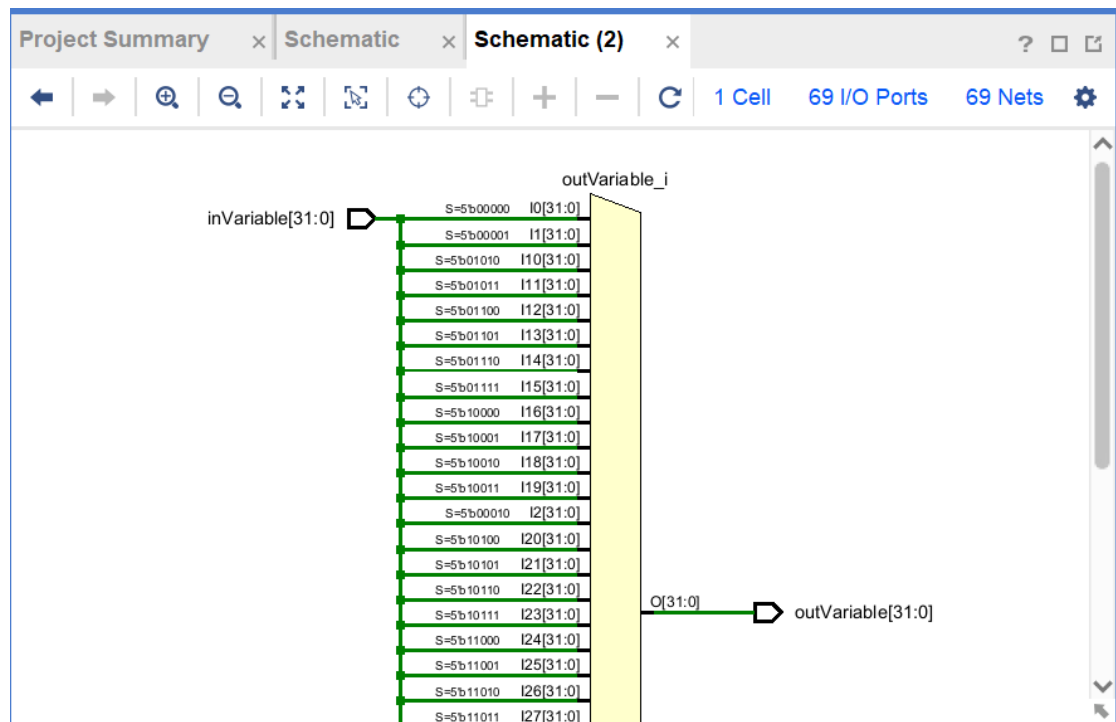 Project Summary × Schematic × Schematic (2) × ?
1 Cell 69 I/O Ports 69 Nets
outVariable_i
inVariable[31:0]
S=5'b00000 I0[31:0]
S=5'b00001 I1[31:0]
S=5'b01010 I10[31:0]
S=5'b01011 I11[31:0]
S=5'b01100 I12[31:0]
S=5'b01101 I13[31:0]
S=5'b01110 I14[31:0]
S=5'b01111 I15[31:0]
S=5'b10000 I16[31:0]
S=5'b10001 I17[31:0]
S=5'b10010 I18[31:0]
S=5'b10011 I19[31:0]
S=5'b00010 I2[31:0]
S=5'b10100 I20[31:0]
S=5'b10101 I21[31:0]
S=5'b10110 I22[31:0]
S=5'b10111 I23[31:0]
S=5'b11000 I24[31:0]
S=5'b11001 I25[31:0]
S=5'b11010 I26[31:0]
S=5'b11011 I27[31:0]
O[31:0]
outVariable[31:0]